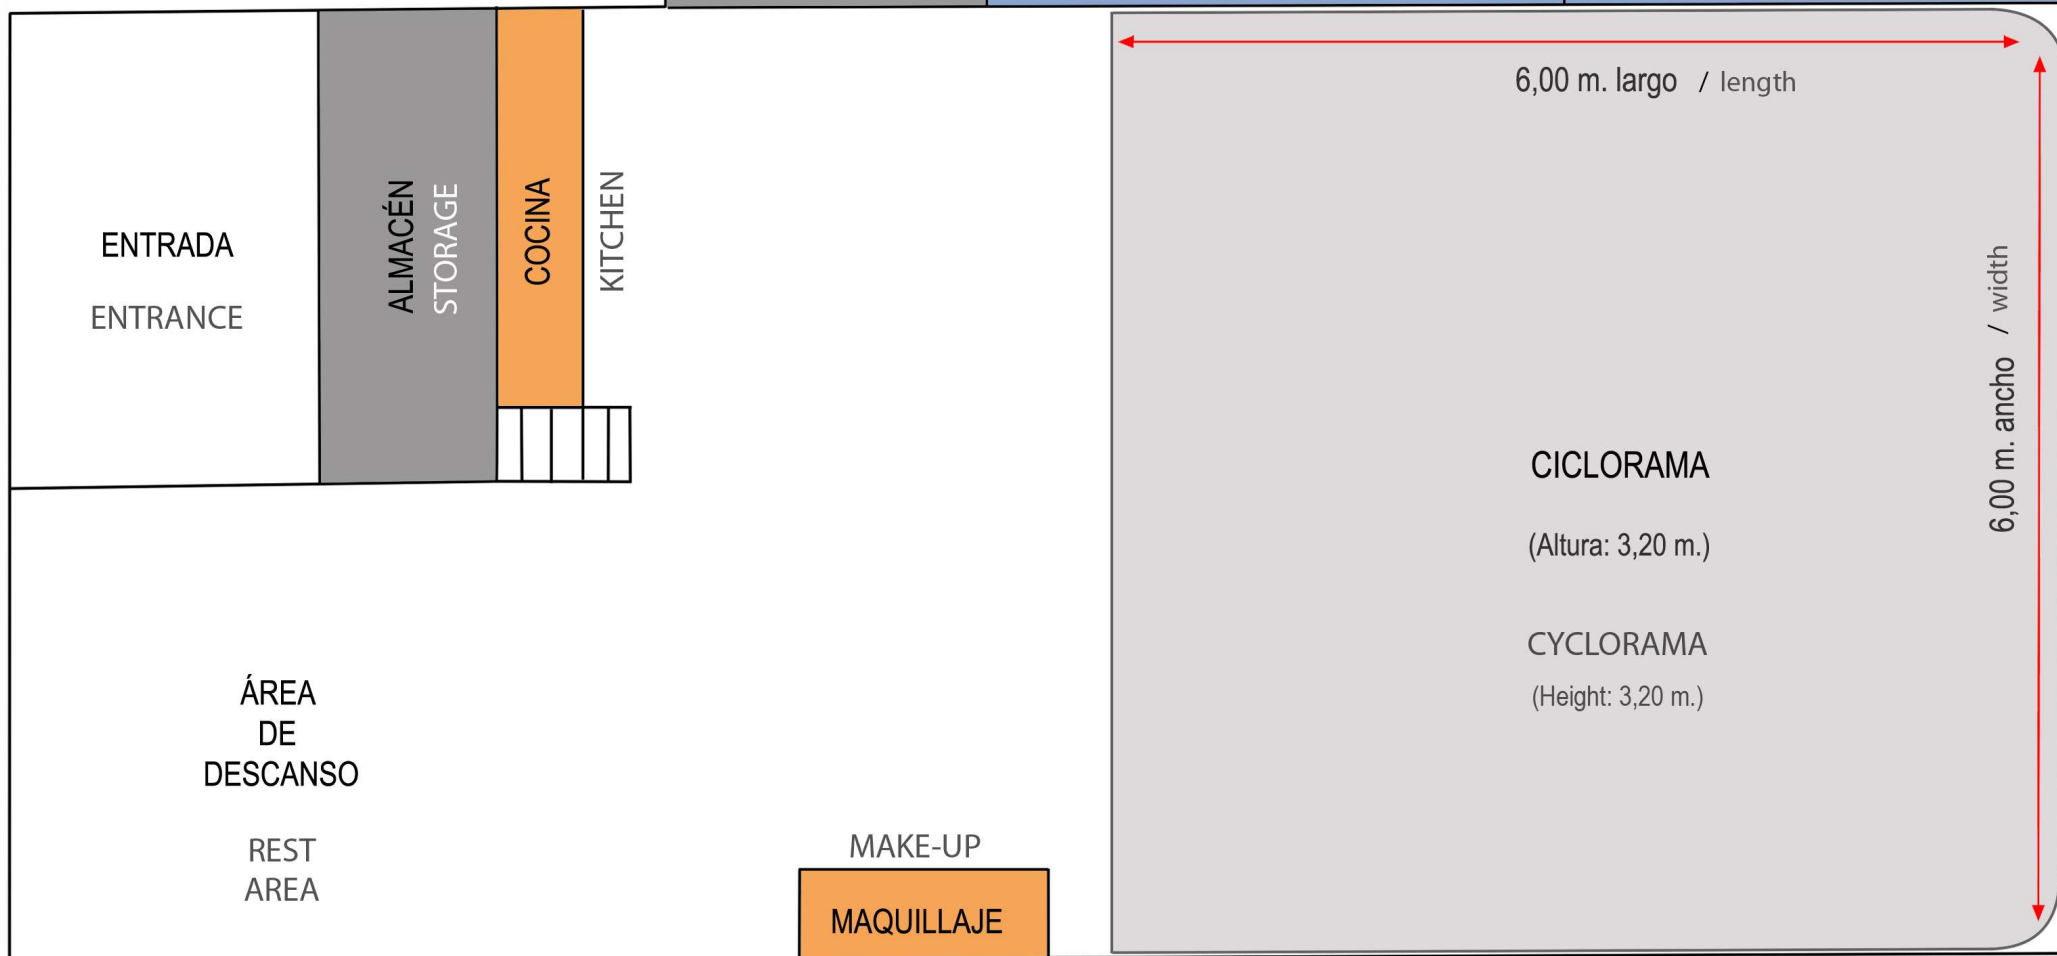 ENTRADA
ENTRANCE
ALMACÉN
STORAGE
COCINA
KITCHEN
6,00 m. largo / length
6,00 m. ancho / width
CICLORAMA
(Altura: 3,20 m.)
CYCLORAMA
(Height: 3,20 m.)
ÁREA
DE
DESCANSO
REST
AREA
MAKE-UP
MAQUILLAJE